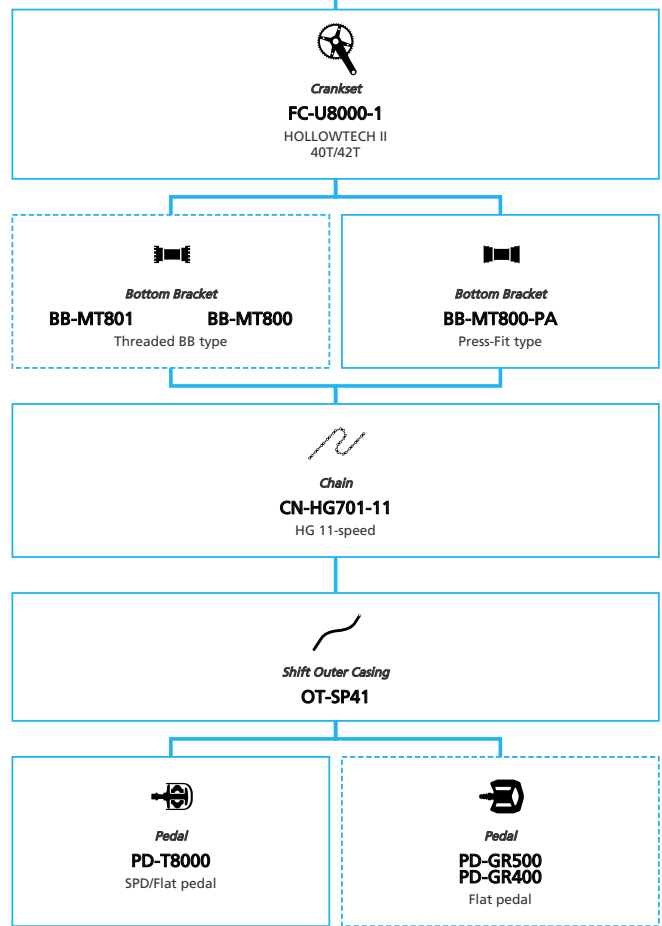 Crankset
FC-U8000-1
HOLLOWTECH II
40T/42T
Bottom Bracket
BB-MT801 BB-MT800
Threaded BB type
Bottom Bracket
BB-MT800-PA
Press-Fit type
Chain
CN-HG701-11
HG 11-speed
Shift Outer Casing
OT-SP41
Pedal
PD-T8000
SPD/Flat pedal
Pedal
PD-GR500
PD-GR400
Flat pedal